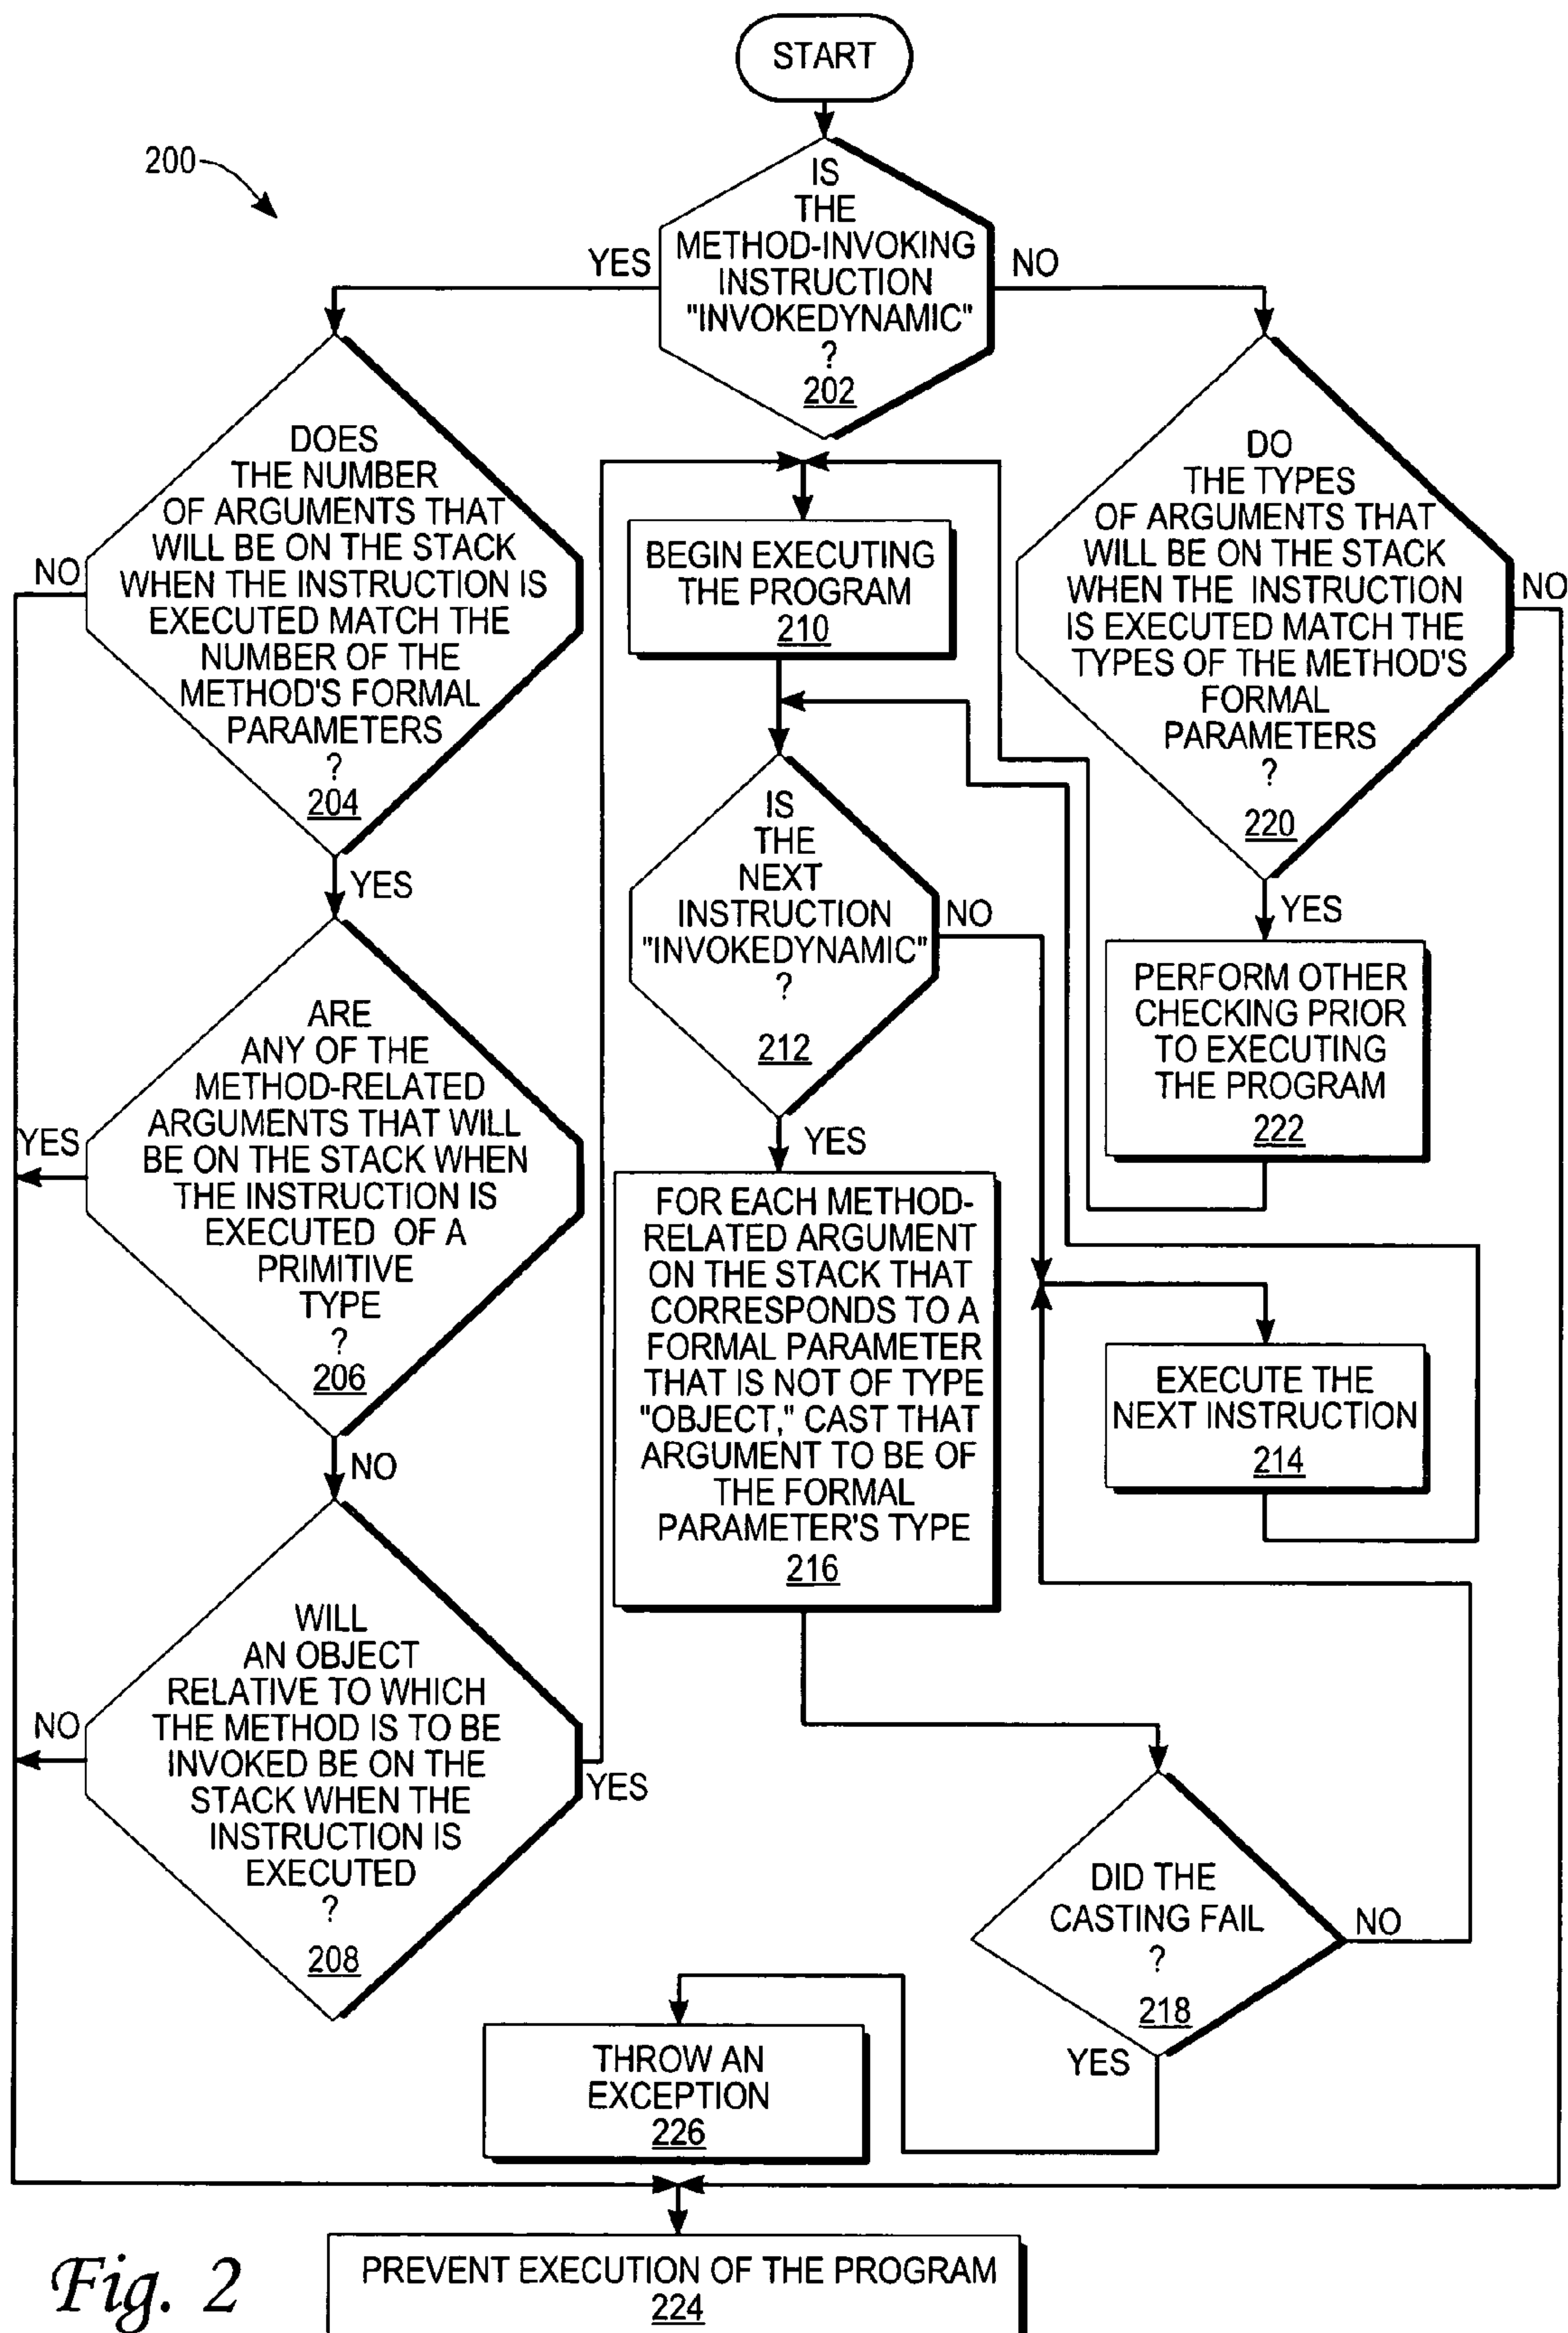 START
200
IS
THE
METHOD-INVOKING
INSTRUCTION
"INVOKEDYNAMIC"
?
202
YES
NO
DOES
THE NUMBER
OF ARGUMENTS THAT
WILL BE ON THE STACK
WHEN THE INSTRUCTION IS
EXECUTED MATCH THE
NUMBER OF THE
METHOD'S FORMAL
PARAMETERS
?
204
NO
YES
ARE
ANY OF THE
METHOD-RELATED
ARGUMENTS THAT WILL
BE ON THE STACK WHEN
THE INSTRUCTION IS
EXECUTED OF A
PRIMITIVE
TYPE
?
206
YES
NO
WILL
AN OBJECT
RELATIVE TO WHICH
THE METHOD IS TO BE
INVOKED BE ON THE
STACK WHEN THE
INSTRUCTION IS
EXECUTED
?
208
NO
YES
BEGIN EXECUTING
THE PROGRAM
210
IS
THE
NEXT
INSTRUCTION
"INVOKEDYNAMIC"
?
212
NO
YES
FOR EACH METHOD-
RELATED ARGUMENT
ON THE STACK THAT
CORRESPONDS TO A
FORMAL PARAMETER
THAT IS NOT OF TYPE
"OBJECT," CAST THAT
ARGUMENT TO BE OF
THE FORMAL
PARAMETER'S TYPE
216
DO
THE TYPES
OF ARGUMENTS THAT
WILL BE ON THE STACK
WHEN THE INSTRUCTION
IS EXECUTED MATCH THE
TYPES OF THE METHOD'S
FORMAL
PARAMETERS
?
220
NO
YES
PERFORM OTHER
CHECKING PRIOR
TO EXECUTING
THE PROGRAM
222
EXECUTE THE
NEXT INSTRUCTION
214
DID THE
CASTING FAIL
?
218
NO
YES
THROW AN
EXCEPTION
226
PREVENT EXECUTION OF THE PROGRAM
224
Fig. 2